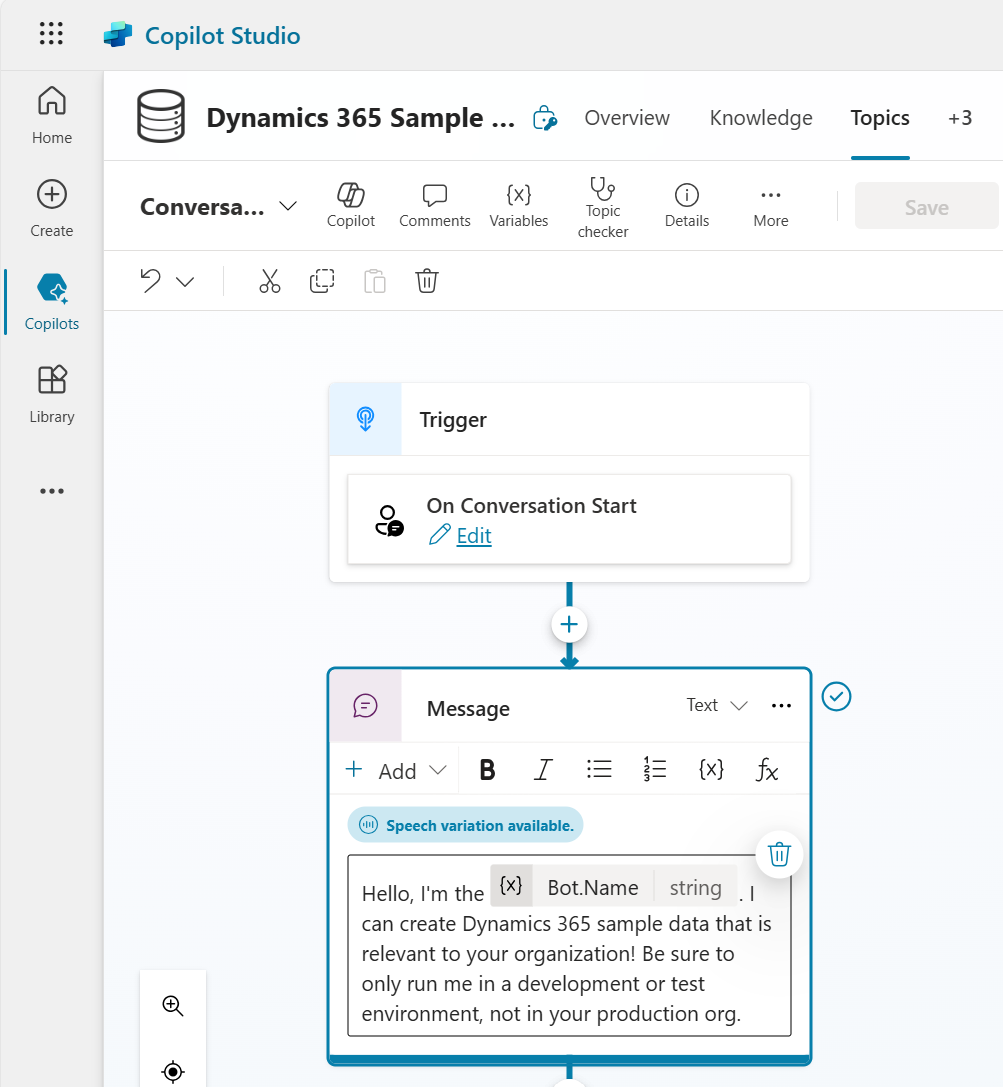 Copilot Studio
Home
Create
Copilots
Library
Dynamics 365 Sample ...
Overview
Knowledge
Topics
+3
Conversa...
Copilot
Comments
{x}
Variables
Topic
checker
Details
More
Save
Trigger
On Conversation Start
Edit
Message
Text
+ Add
B
I
1
2
3
{x}
fx
Speech variation available.
Hello, I'm the {x} Bot.Name string . I
can create Dynamics 365 sample data that is
relevant to your organization! Be sure to
only run me in a development or test
environment, not in your production org.